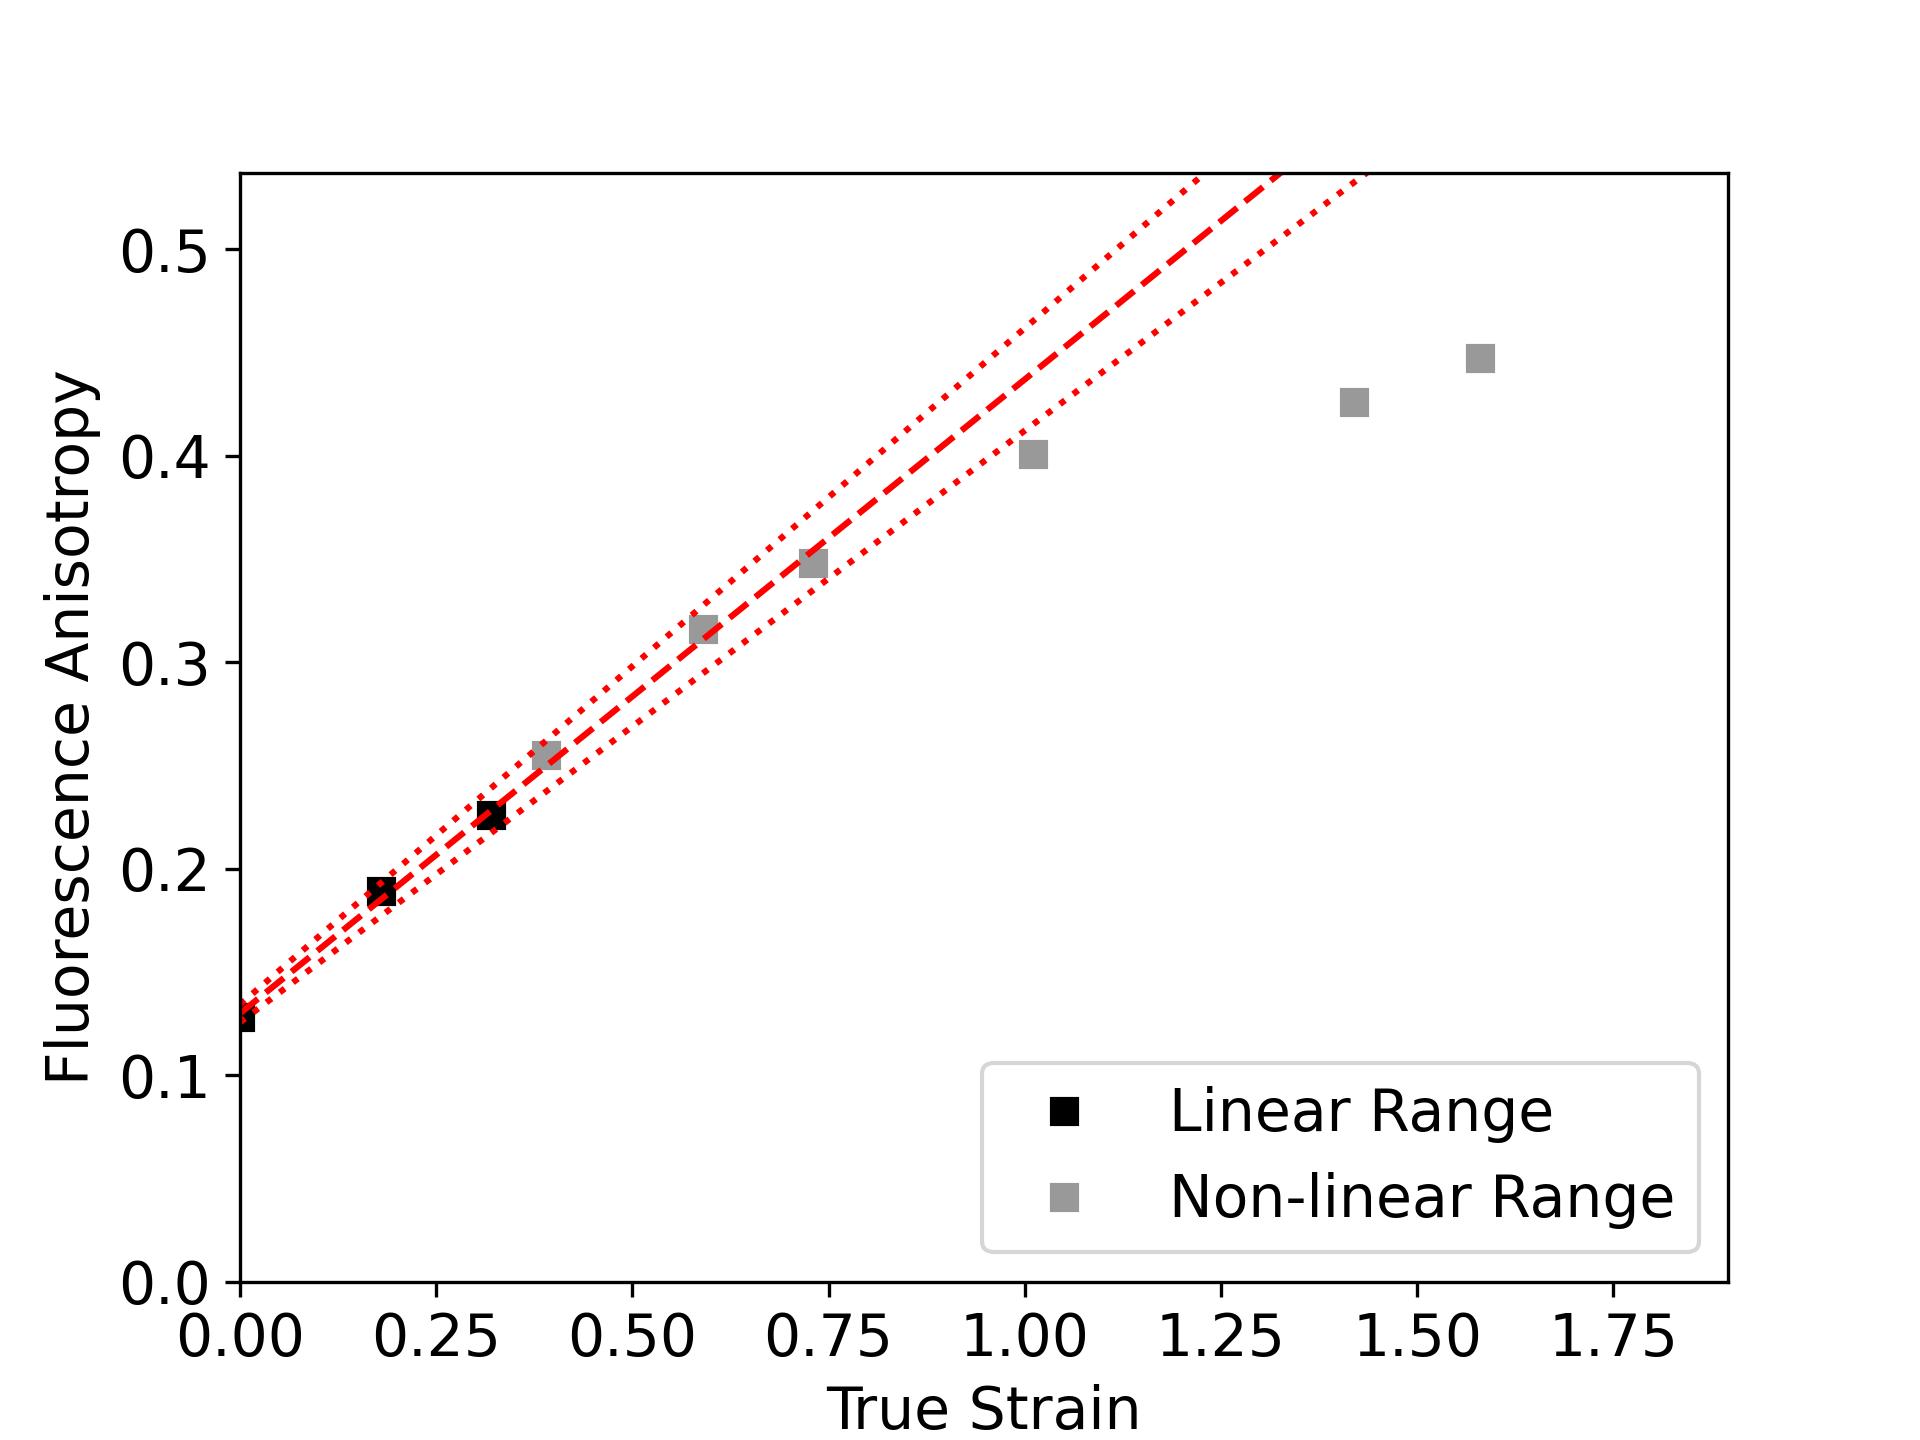 Fluorescence Anisotropy
0.5
0.4
0.3
0.2
0.1
0.0
0.00 0.25 0.50 0.75 1.00 1.25 1.50 1.75
True Strain
Linear Range
Non-linear Range